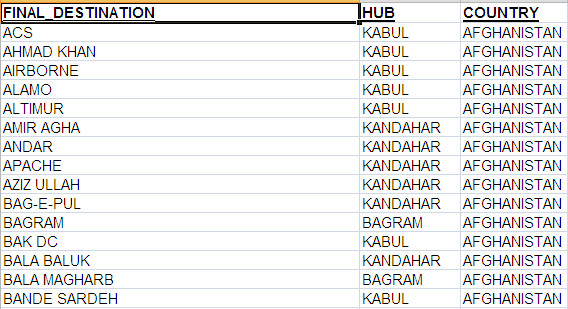 FINAL_DESTINATION HUB COUNTRY
ACS KABUL AFGHANISTAN
AHMAD KHAN KABUL AFGHANISTAN
AIRBORNE KABUL AFGHANISTAN
ALAMO KABUL AFGHANISTAN
ALTIMUR KABUL AFGHANISTAN
AMIR AGHA KANDAHAR AFGHANISTAN
ANDAR KANDAHAR AFGHANISTAN
APACHE KANDAHAR AFGHANISTAN
AZIZ ULLAH KANDAHAR AFGHANISTAN
BAG-E-PUL KANDAHAR AFGHANISTAN
BAGRAM BAGRAM AFGHANISTAN
BAK DC KABUL AFGHANISTAN
BALA BALUK KANDAHAR AFGHANISTAN
BALA MAGHARB BAGRAM AFGHANISTAN
BANDE SARDEH KABUL AFGHANISTAN